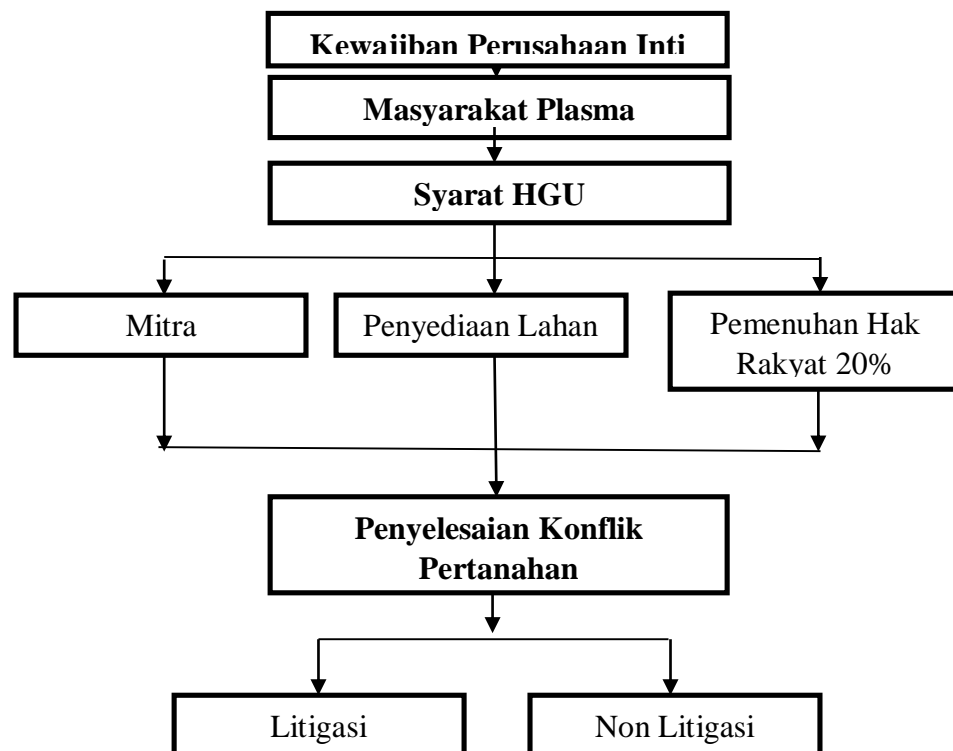 Kewajiban Perusahaan Inti
Masyarakat Plasma
Syarat HGU
Mitra
Penyediaan Lahan
Pemenuhan Hak
Rakyat 20%
Penyelesaian Konflik
Pertanahan
Litigasi
Non Litigasi